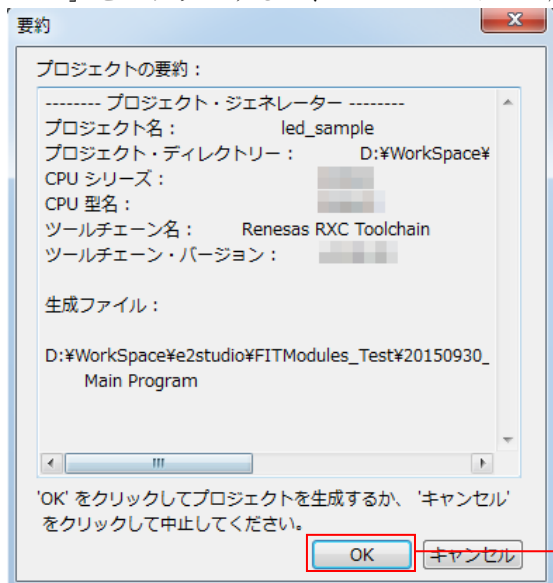 要約
プロジェクトの要約：
-------- プロジェクト・ジェネレーター --------
プロジェクト名： led_sample
プロジェクト・ディレクトリー： D:¥WorkSpace¥
CPU シリーズ：
CPU 型名：
ツールチェーン名： Renesas RXC Toolchain
ツールチェーン・バージョン：
生成ファイル：
D:¥WorkSpace¥e2studio¥FITModules_Test¥20150930_
Main Program
'OK' をクリックしてプロジェクトを生成するか、 'キャンセル'
をクリックして中止してください。
OK キャンセル